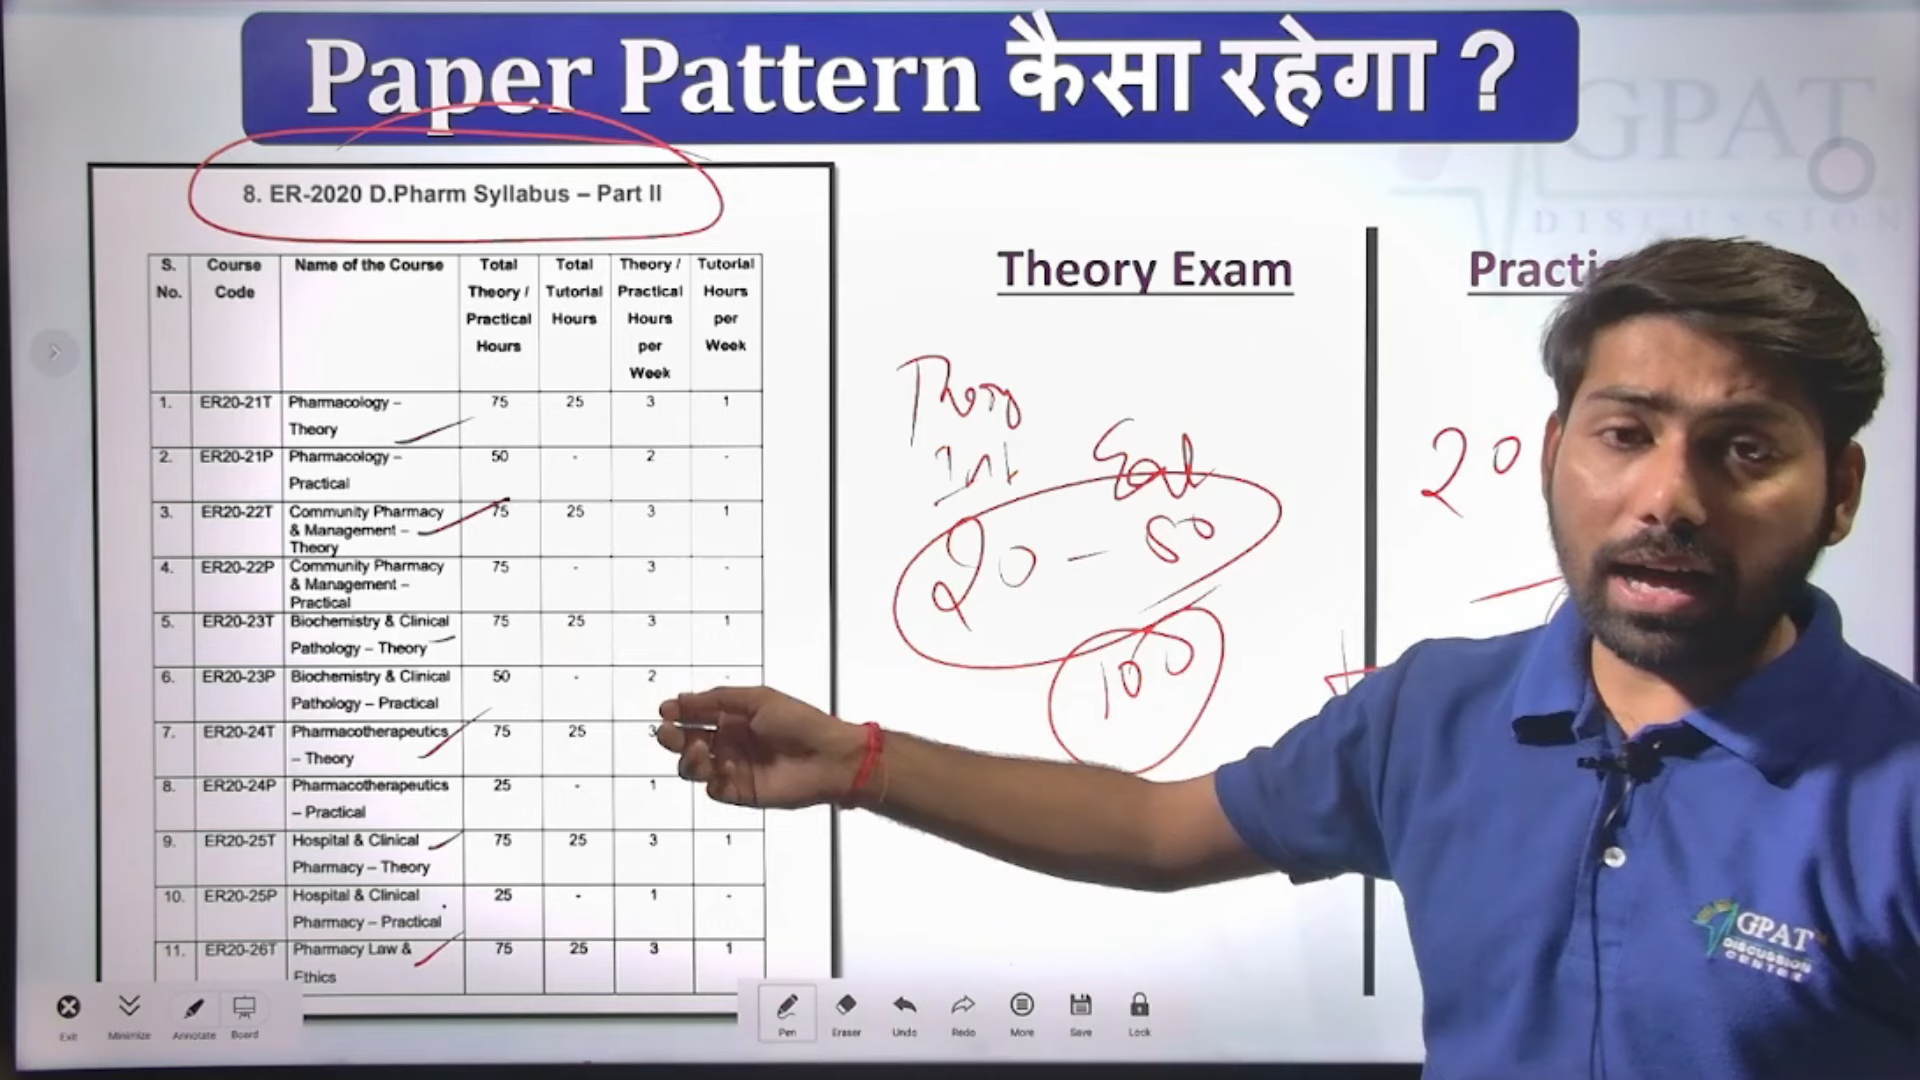 Paper Pattern कैसा रहेगा ?
GPAT
DISCUSSION
8. ER-2020 D.Pharm Syllabus – Part II
S. No. Course Code Name of the Course Total Theory / Practical Hours Total Tutorial Hours Theory / Practical Hours per Week Tutorial Hours per Week
1. ER20-21T Pharmacology – Theory 75 25 3 1
2. ER20-21P Pharmacology – Practical 50 - 2 -
3. ER20-22T Community Pharmacy & Management – Theory 75 25 3 1
4. ER20-22P Community Pharmacy & Management – Practical 75 - 3 -
5. ER20-23T Biochemistry & Clinical Pathology – Theory 75 25 3 1
6. ER20-23P Biochemistry & Clinical Pathology – Practical 50 - 2 -
7. ER20-24T Pharmacotherapeutics – Theory 75 25 3
8. ER20-24P Pharmacotherapeutics – Practical 25 - 1
9. ER20-25T Hospital & Clinical Pharmacy – Theory 75 25 3 1
10. ER20-25P Hospital & Clinical Pharmacy – Practical 25 - 1 -
11. ER20-26T Pharmacy Law & Ethics 75 25 3 1
Theory Exam
Theory
Int
20 – 80
100
Practi
20
GPAT
DISCUSSION
CENTRE
Exit Minimize Annotate Board
Pen Eraser Undo Redo More Save Lock